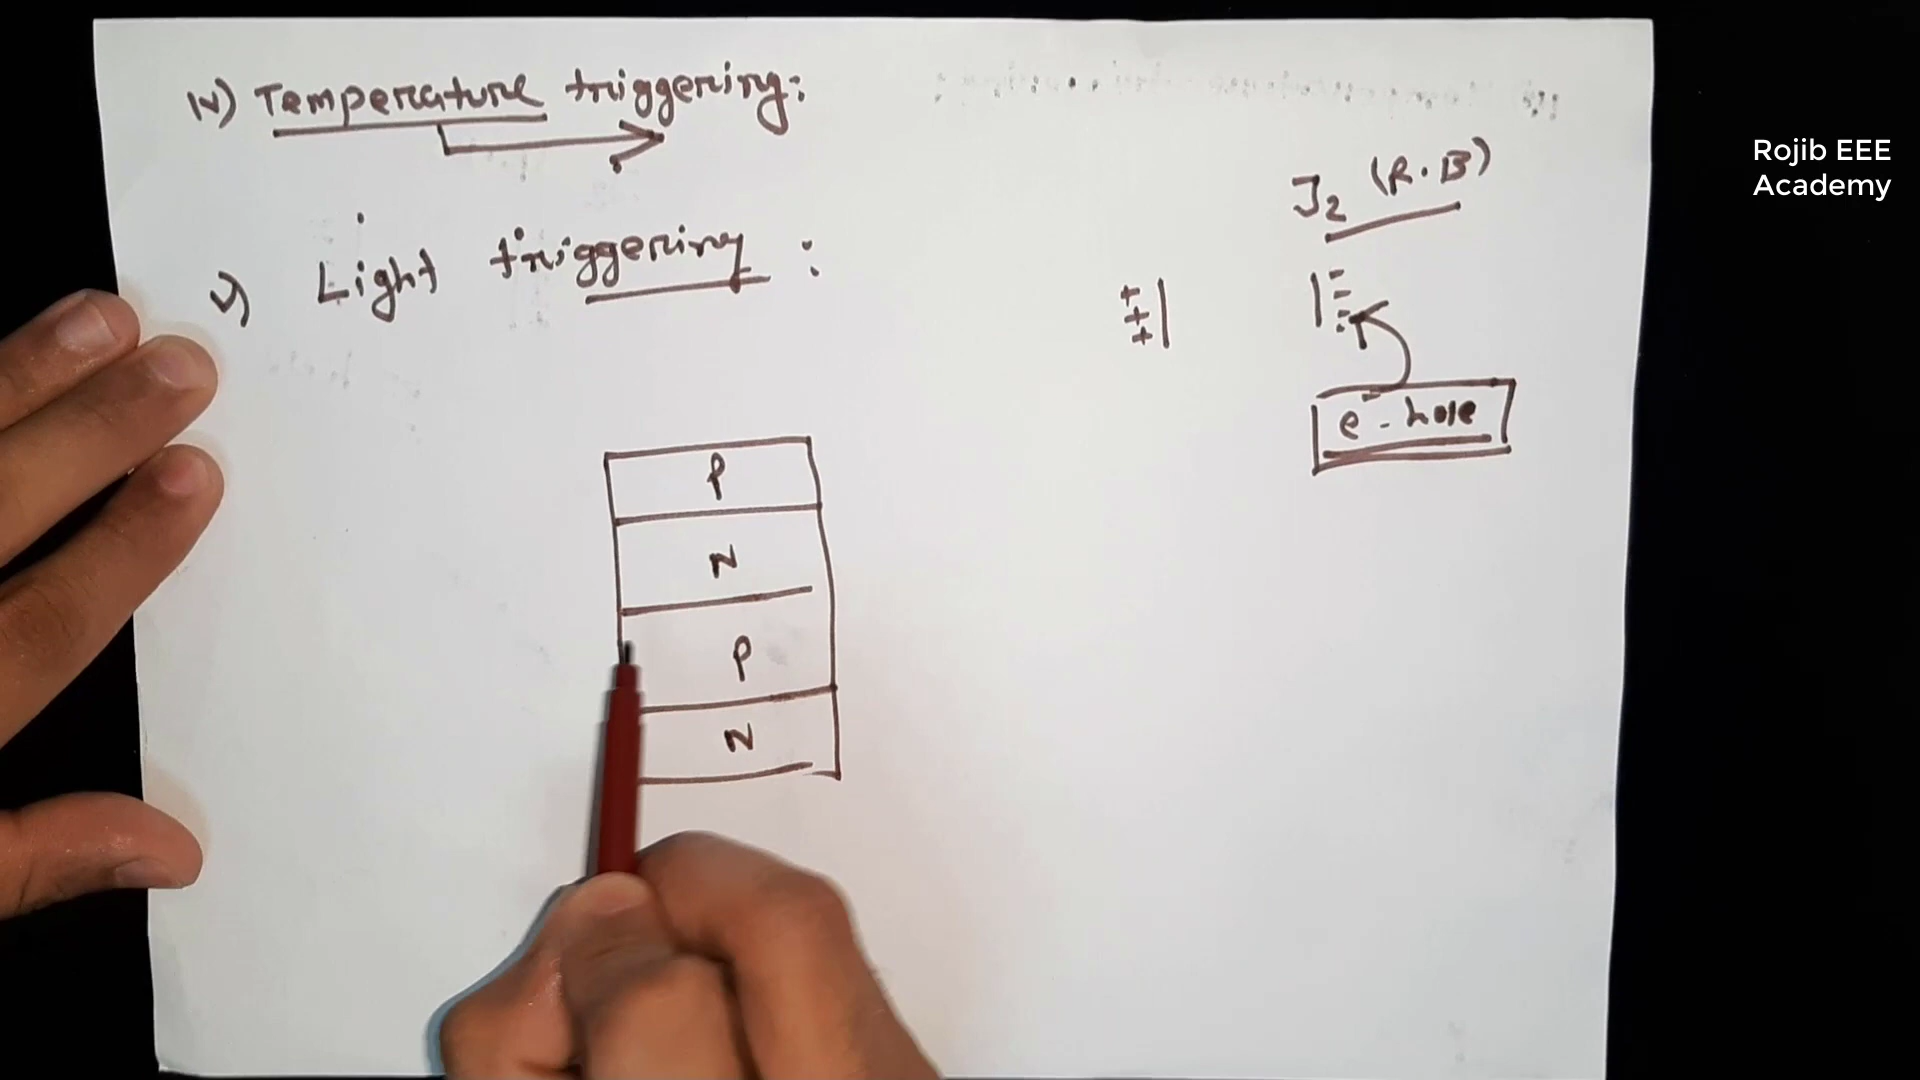 iv) Temperature triggering:
J2 (R.B)
v) Light triggering :
+ + +
- - -
e - hole
P
N
P
N
Rojib EEE
Academy